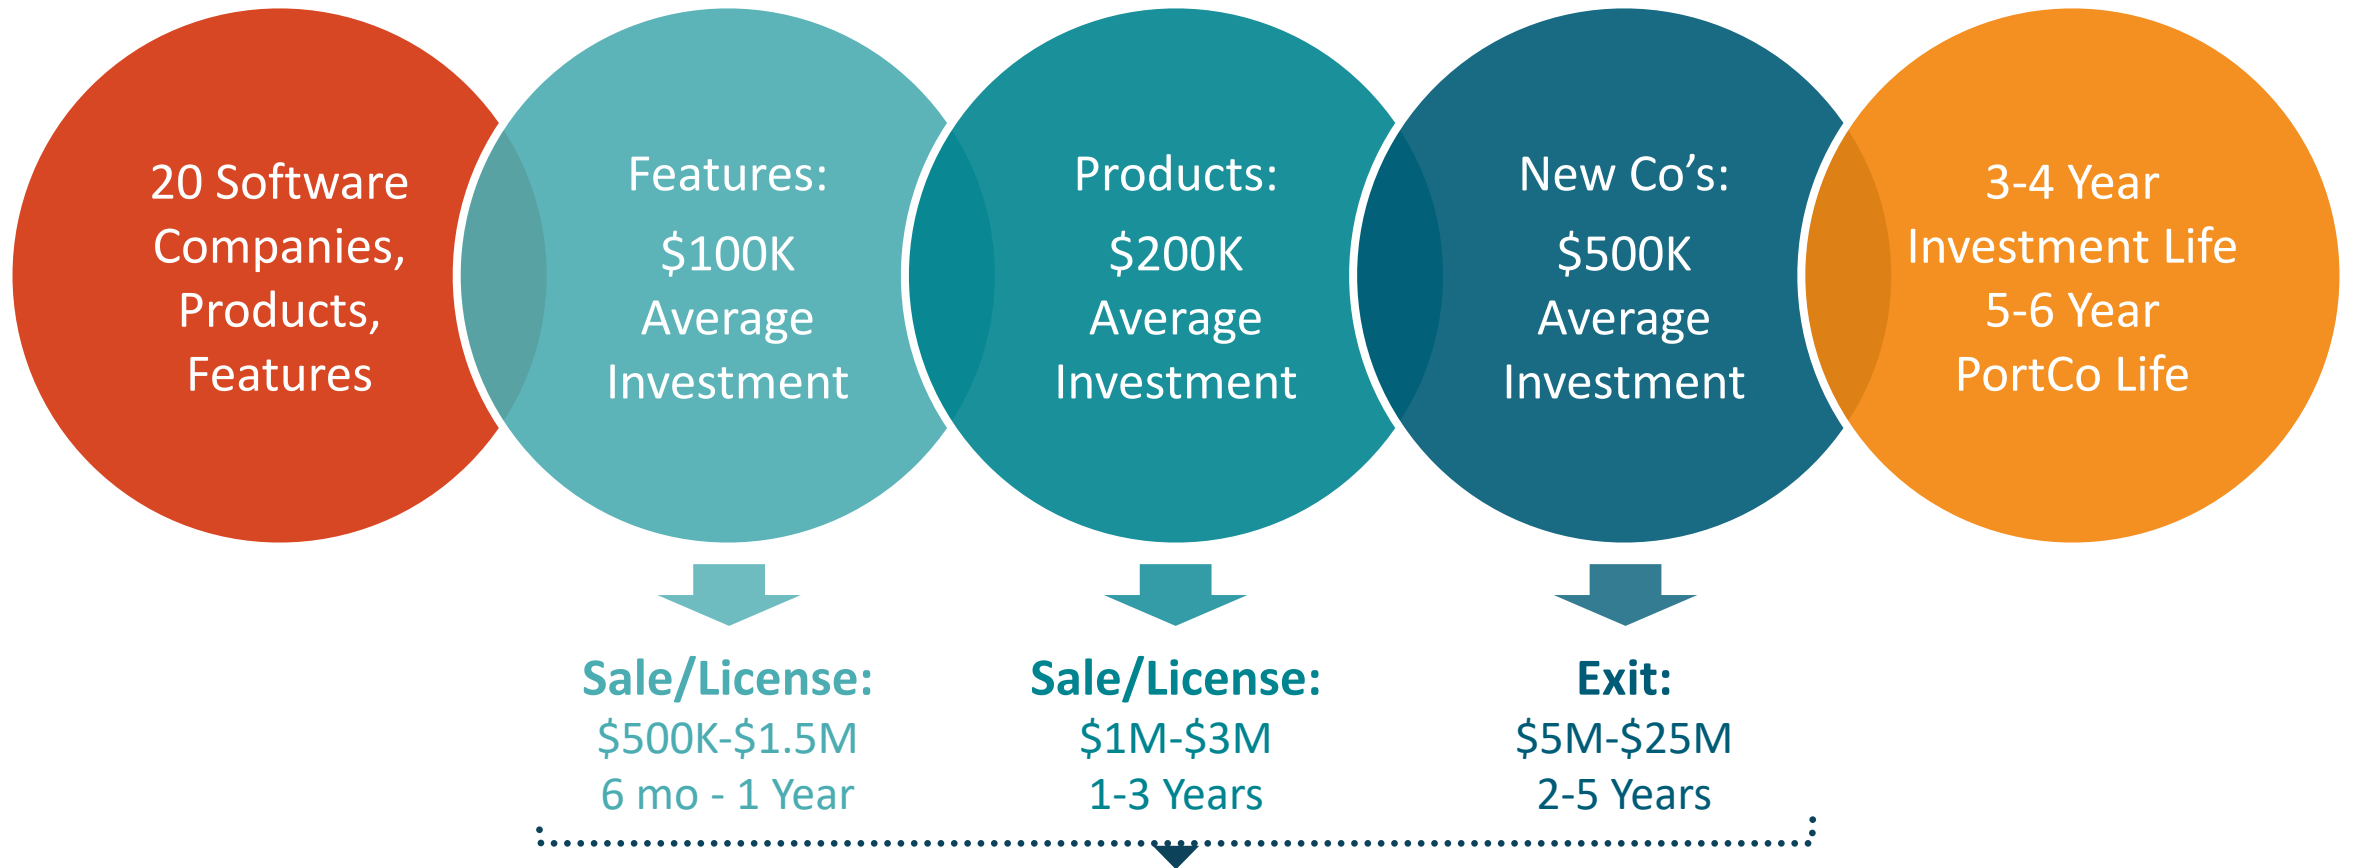 20 Software
Companies,
Products,
Features
Features:
$100K
Average
Investment
Products:
$200K
Average
Investment
New Co’s:
$500K
Average
Investment
3-4 Year
Investment Life
5-6 Year
PortCo Life
Sale/License:
$500K-$1.5M
6 mo - 1 Year
Sale/License:
$1M-$3M
1-3 Years
Exit:
$5M-$25M
2-5 Years